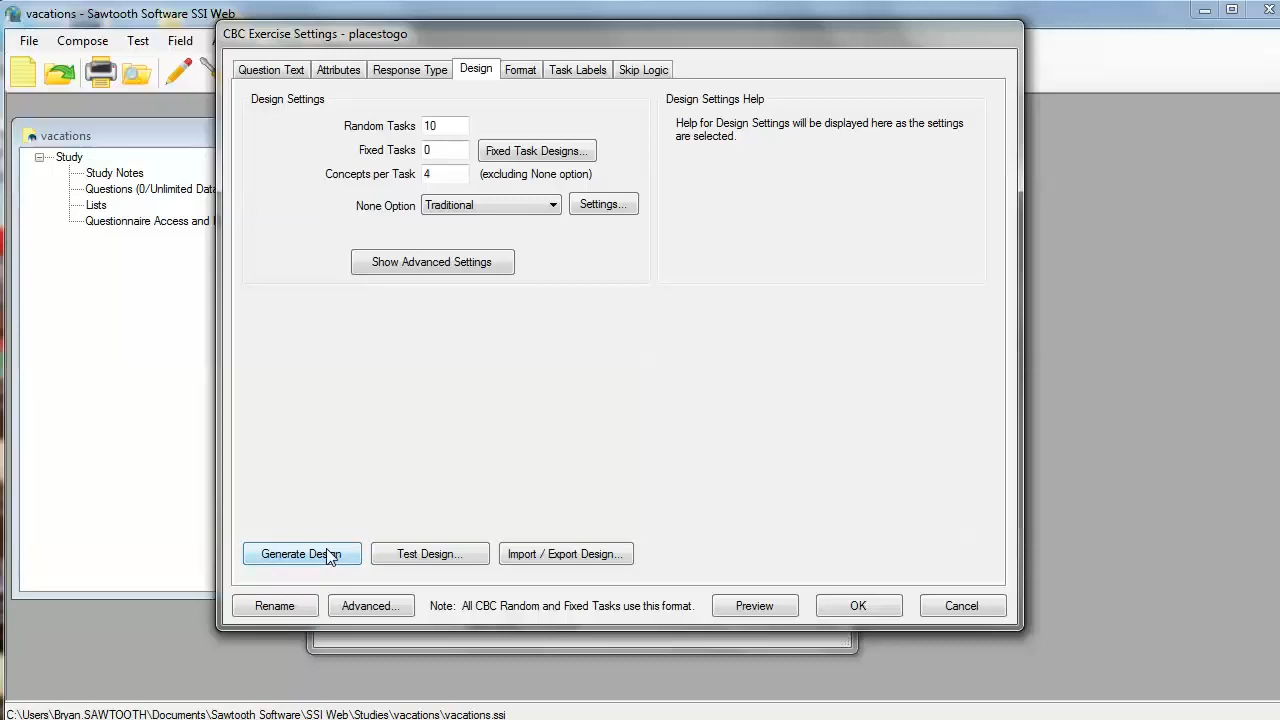 vacations - Sawtooth Software SSI Web
File Compose Test Field
CBC Exercise Settings - placestogo
Question Text Attributes Response Type Design Format Task Labels Skip Logic
Design Settings
Random Tasks 10
Fixed Tasks 0 Fixed Task Designs...
Concepts per Task 4 (excluding None option)
None Option Traditional Settings...
Show Advanced Settings
Design Settings Help
Help for Design Settings will be displayed here as the settings
are selected.
vacations
Study
Study Notes
Questions (0/Unlimited Data
Lists
Questionnaire Access and
Generate Design Test Design... Import / Export Design...
Rename Advanced... Note: All CBC Random and Fixed Tasks use this format. Preview OK Cancel
C:\Users\Bryan.SAWTOOTH\Documents\Sawtooth Software\SSI Web\Studies\vacations\vacations.ssi